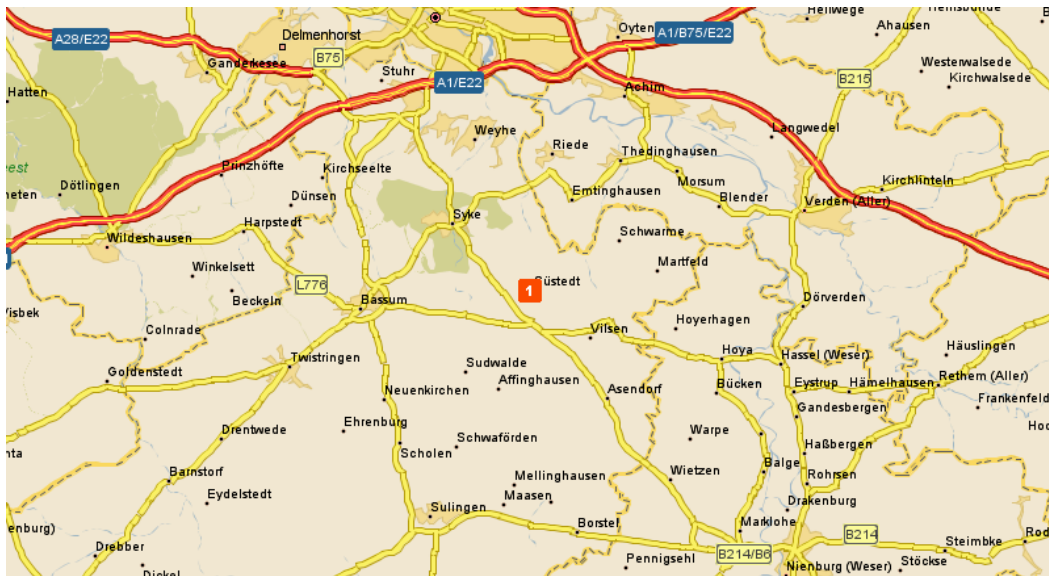 Hellwege
A28/E22
Oyten
A1/B75/E22
Ahausen
Delmenhorst
B75
Ganderkesee
Stuhr
A1/E22
Achim
B215
Westerwalsede
Kirchwalsede
Hatten
Weyhe
Langwedel
Riede
Thedinghausen
Prinzhöfte
Kirchseelte
Dötlingen
Dünsen
Emtinghausen
Morsum
Blender
Kirchlinteln
Verden (Aller)
Harpstedt
Syke
Wildeshausen
Schwarme
Winkelsett
Martfeld
Beckeln
L776
Bassum
1
Süstedt
Dörverden
Colnrade
Vilsen
Hoyerhagen
Twistringen
Hoya
Hassel (Weser)
Häuslingen
Goldenstedt
Sudwalde
Affinghausen
Neuenkirchen
Asendorf
Bücken
Eystrup
Hämelhausen
Rethem (Aller)
Frankenfeld
Gandesbergen
Ehrenburg
Drentwede
Schwaförden
Scholen
Warpe
Haßbergen
Barnstorf
Mellinghausen
Wietzen
Balge
Rohrsen
Eydelstedt
Maasen
Sulingen
Drakenburg
Borstel
Marklohe
B214
Steimbke
Drebber
B214/B6
Pennigsehl
Nienburg (Weser)
Stöckse